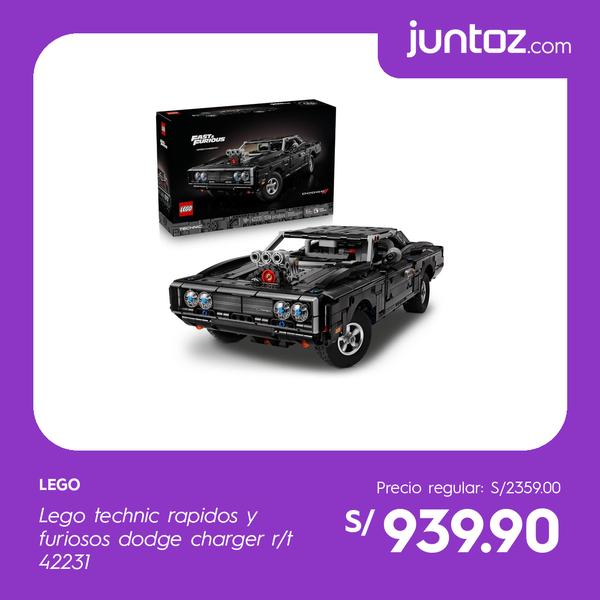 juntoz.com
FAST & FURIOUS
LEGO
TECHNIC
LEGO
Precio regular: S/2359.00
Lego technic rapidos y
furiosos dodge charger r/t
42231
S/ 939.90